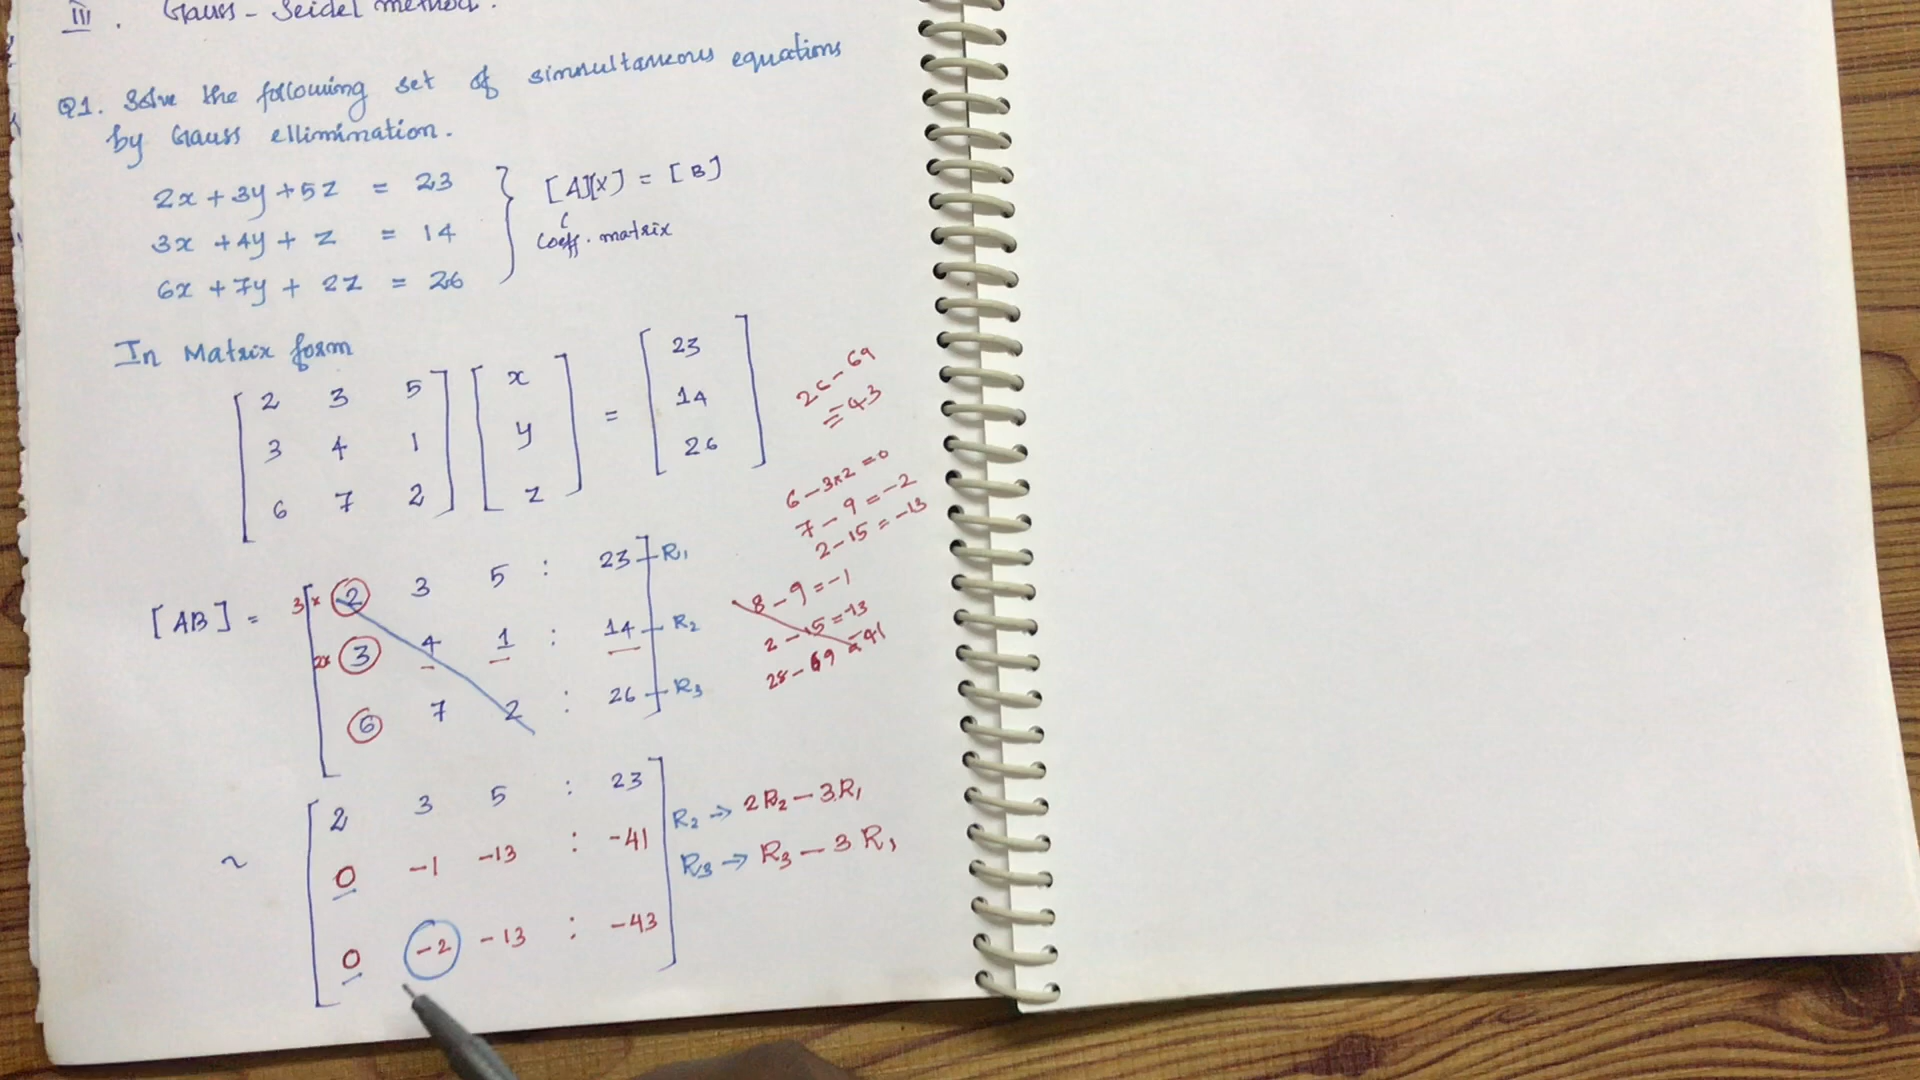 III. Gauss - Seidel method.
Q1. Solve the following set of simnultaneous equations
by Gauss ellimination.
2x + 3y + 5z = 23
3x + 4y + z = 14
6x + 7y + 2z = 26
[A][X] = [B]
Coeff. matrix
In Matrix form
2 3 5 x 23
3 4 1 y = 14
6 7 2 z 26
26 - 69
= -43
6 - 3x2 = 0
7 - 9 = -2
2 - 15 = -13
[AB] =
3x 2 3 5 : 23 R1
2x 3 4 1 : 14 R2
6 7 2 : 26 R3
8 - 9 = -1
2 - 15 = -13
28 - 69 = -41
~
2 3 5 : 23
0 -1 -13 : -41 R2 → 2R2 - 3R1
0 -2 -13 : -43 R3 → R3 - 3R1